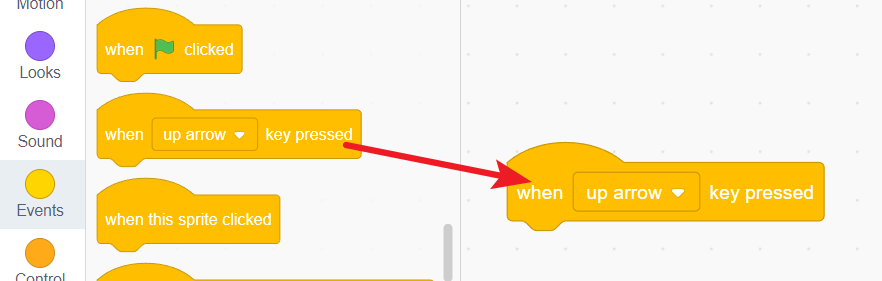 Motion
Looks
Sound
Events
Control
when clicked
when up arrow key pressed
when this sprite clicked
when up arrow key pressed